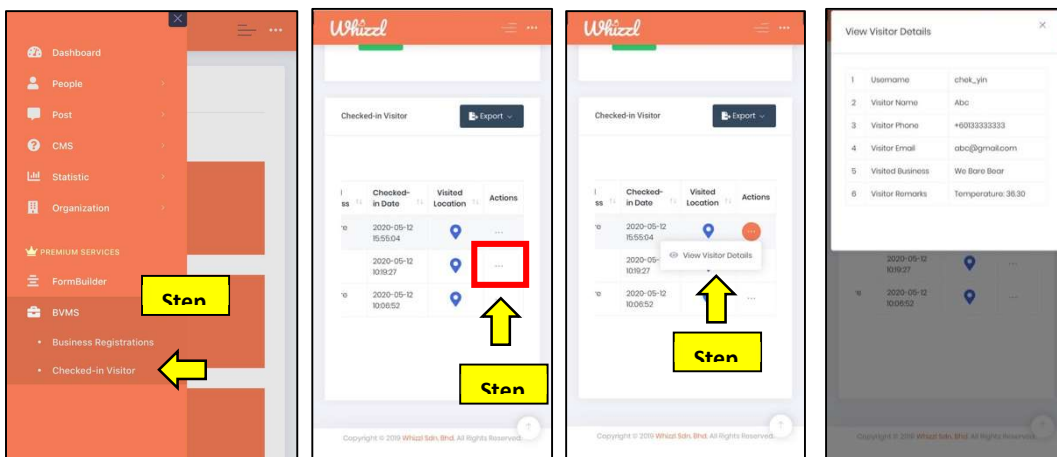 Dashboard
People
Post
CMS
Statistic
Organization
PREMIUM SERVICES
FormBuilder
BVMS
Business Registrations
Checked-in Visitor
Step
Whizzl
Checked-in Visitor
Export
ss
Checked-in Date
Visited Location
Actions
2020-05-12
15:55:04
2020-05-12
10:19:27
2020-05-12
10:06:52
Step
Copyright © 2019 Whizzl Sdn. Bhd. All Rights Reserved.
Whizzl
Checked-in Visitor
Export
ss
Checked-in Date
Visited Location
Actions
2020-05-12
15:55:04
View Visitor Details
2020-05-
10:19:27
2020-05-12
10:06:52
Step
Copyright © 2019 Whizzl Sdn. Bhd. All Rights Reserved.
View Visitor Details
1 Username chek_yin
2 Visitor Name Abc
3 Visitor Phone +60133333333
4 Visitor Email abc@gmail.com
5 Visited Business We Bare Bear
6 Visitor Remarks Temperature: 36.30
2020-05-12
10:19:27
2020-05-12
10:06:52
Copyright © 2019 Whizzl Sdn. Bhd. All Rights Reserved.